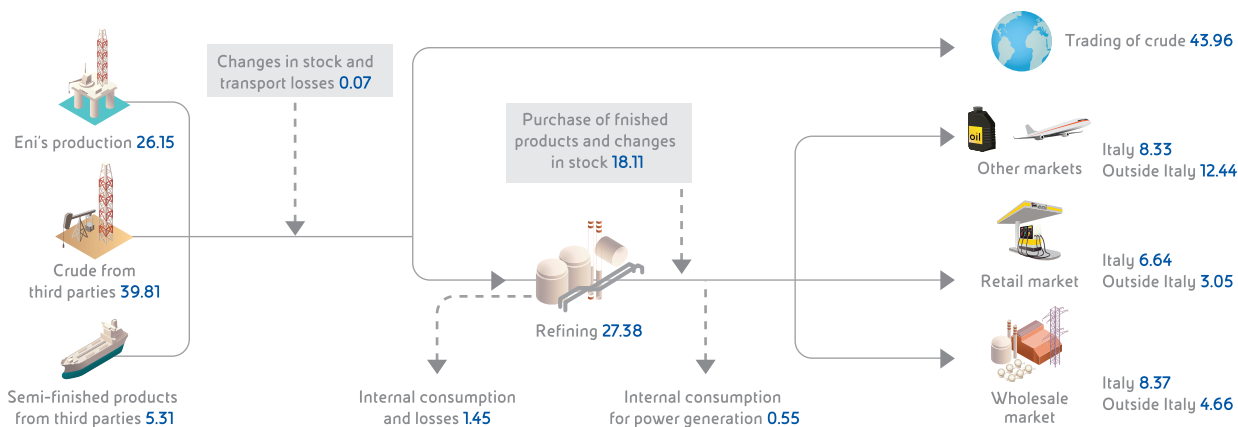 Eni's production 26.15
Crude from
third parties 39.81
Semi-finished products
from third parties 5.31
Changes in stock and
transport losses 0.07
Purchase of fnished
products and changes
in stock 18.11
Refining 27.38
Internal consumption
and losses 1.45
Internal consumption
for power generation 0.55
Trading of crude 43.96
oil
Other markets
Italy 8.33
Outside Italy 12.44
Retail market
Italy 6.64
Outside Italy 3.05
Wholesale
market
Italy 8.37
Outside Italy 4.66